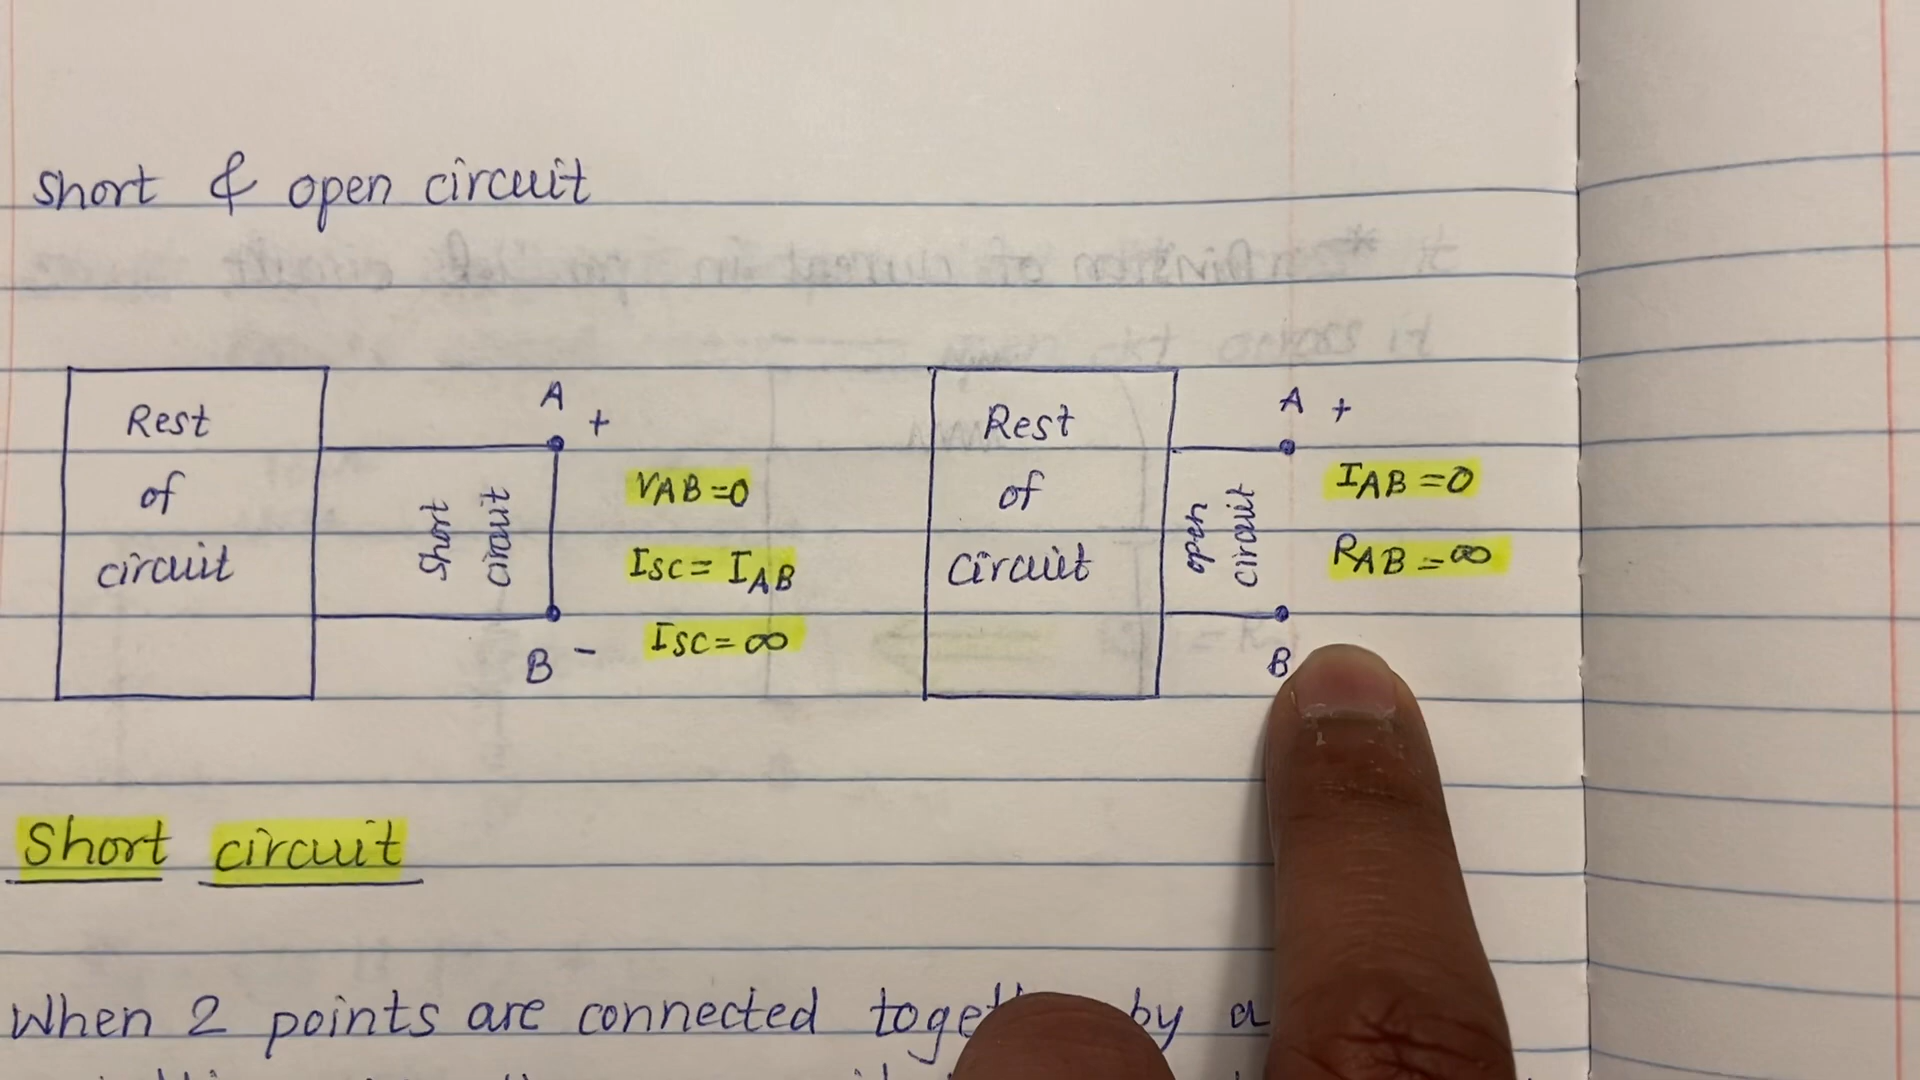 short & open circuit
Rest
of
circuit
short
circuit
A +
VAB=0
ISC= IAB
ISC=∞
B -
Rest
of
circuit
open
circuit
A +
IAB=0
RAB=∞
B
Short circuit
When 2 points are connected by a